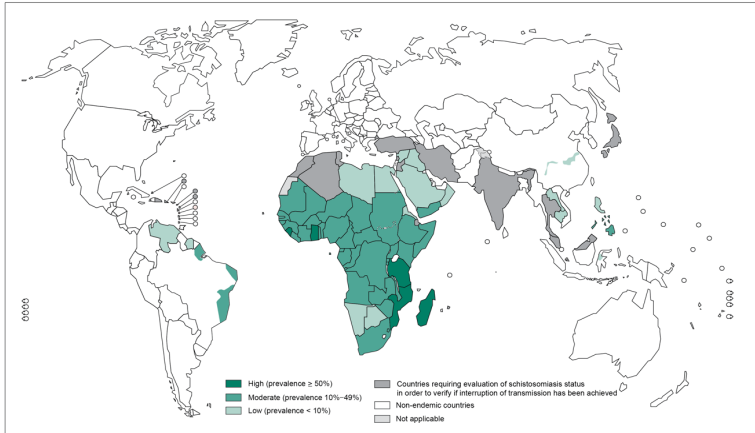 High (prevalence ≥ 50%)
Moderate (prevalence 10%–49%)
Low (prevalence < 10%)
Countries requiring evaluation of schistosomiasis status
in order to verify if interruption of transmission has been achieved
Non-endemic countries
Not applicable